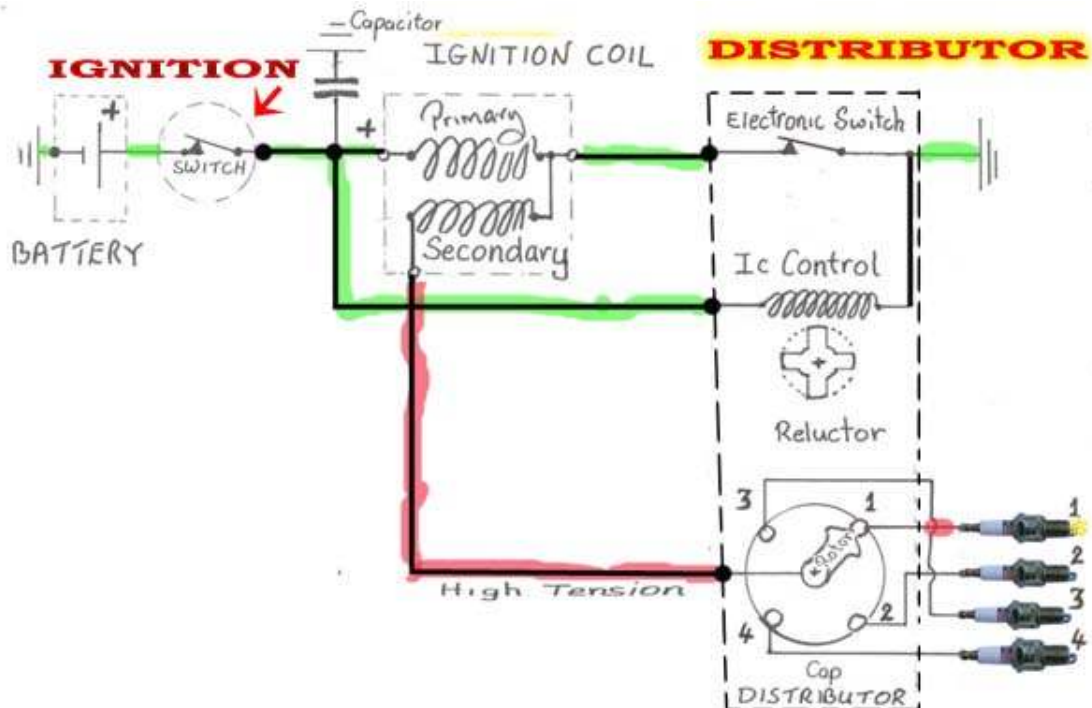 Capacitor
IGNITION COIL
DISTRIBUTOR
IGNITION
+
+
Primary
Electronic Switch
SWITCH
BATTERY
Secondary
Ic Control
+
Reluctor
3
1
1
Rotor
+
2
3
High Tension
4
2
4
Cap
DISTRIBUTOR